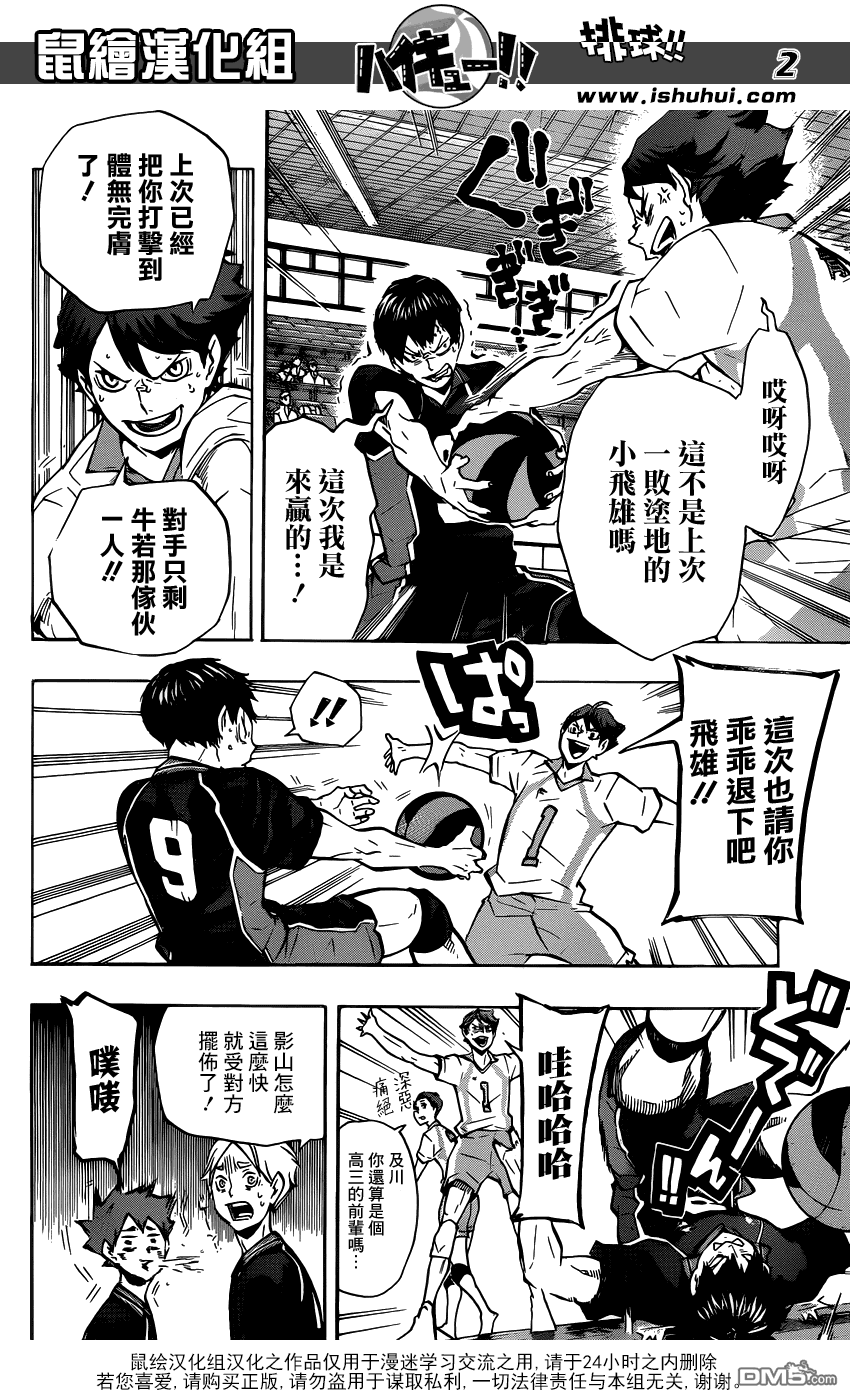 鼠繪漢化組
ハイキュー!!
排球!!
2
www.ishuhui.com
哎呀哎呀
這不是上次
一敗塗地的
小飛雄嗎
ぐ
ぎぎぎぎ…
這次我是
來贏的…!
上次已經
把你打擊到
體無完膚
了!
對手只剩
牛若那傢伙
一人!!
這次也請你
乖乖退下吧
飛雄!!
ぱっ
!!
1
9
どべーん!!
哇哈哈哈
1
深惡
痛絕
及川
你還算是個
高三的前輩
嗎…
影山怎麼
這麼快
就受對方
擺佈了!
噗嗤
鼠绘汉化组汉化之作品仅用于漫迷学习交流之用, 请于24小时之内删除
若您喜爱, 请购买正版, 请勿盗用于谋取私利, 一切法律责任与本组无关, 谢谢。
DM5.com